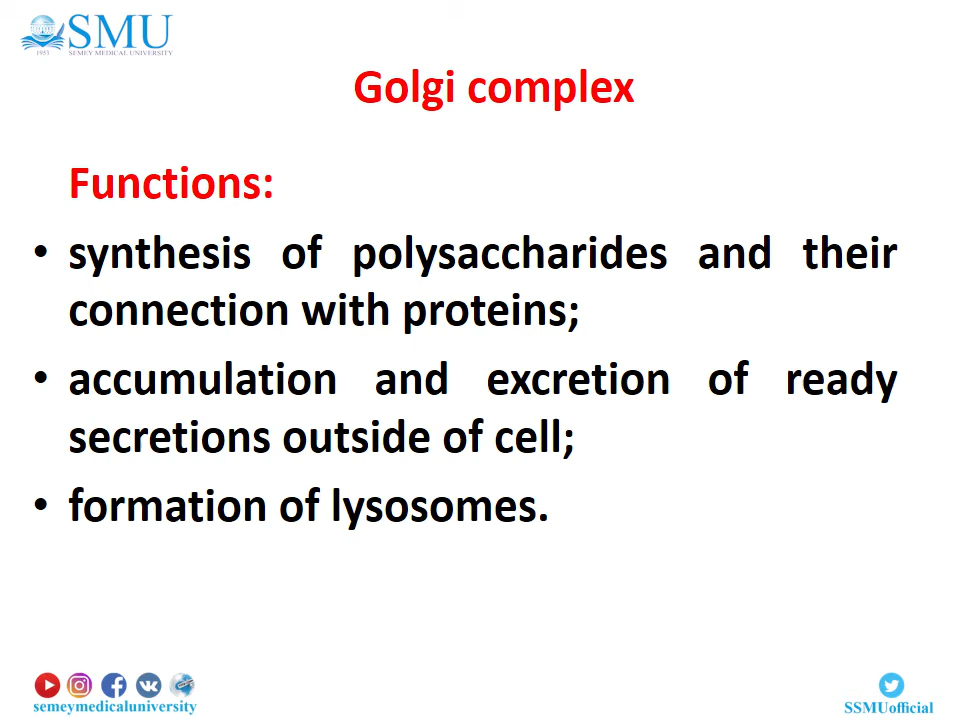 SMU
1953
SEMEY MEDICAL UNIVERSITY
Golgi complex
Functions:
• synthesis of polysaccharides and their
connection with proteins;
• accumulation and excretion of ready
secretions outside of cell;
• formation of lysosomes.
semeymedicaluniversity
SSMUofficial